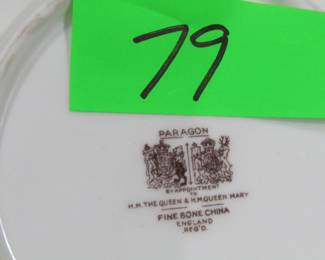 79
PARAGON
BY APPOINTMENT
TO
H.M. THE QUEEN & H.M. QUEEN MARY
FINE BONE CHINA
ENGLAND
REG'D.